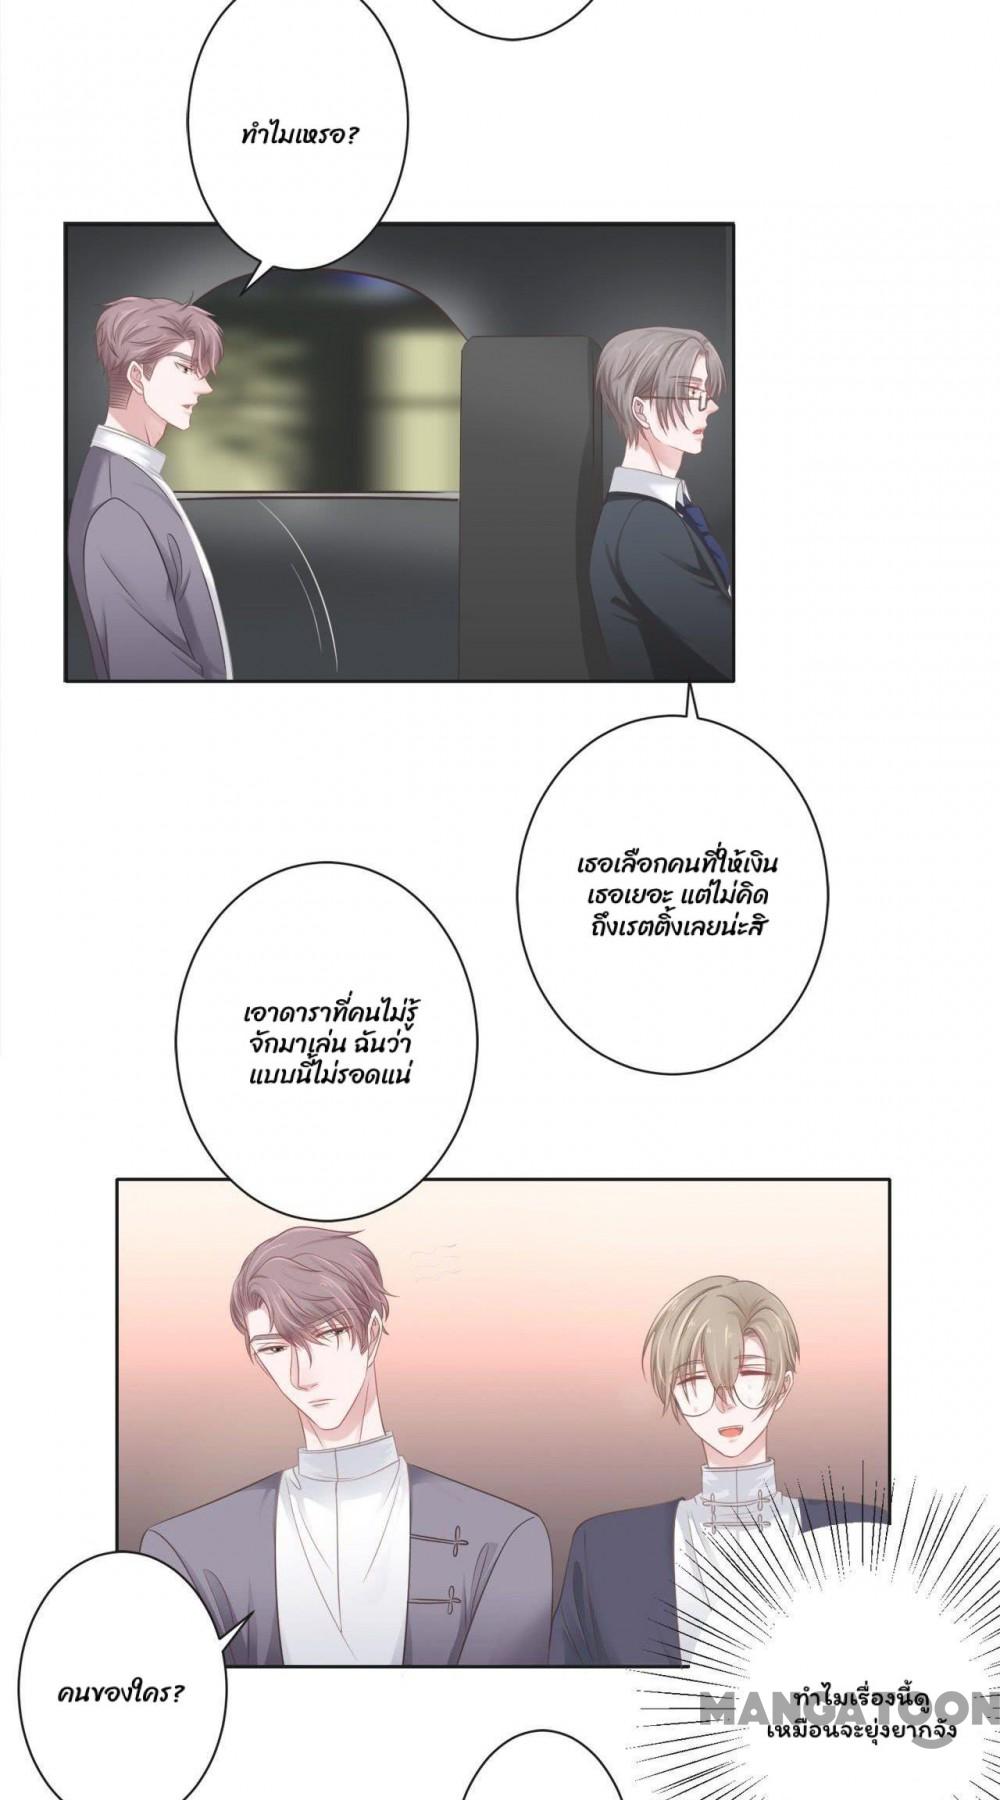 ทำไมเหรอ?
เธอเลือกคนที่ให้เงิน
เธอเยอะ แต่ไม่คิด
ถึงเรตติ้งเลยน่ะสิ
เอาดาราที่คนไม่รู้
จักมาเล่น ฉันว่า
แบบนี้ไม่รอดแน่
คนของใคร?
ทำไมเรื่องนี้ดู
เหมือนจะยุ่งยากจัง
MANGATOON